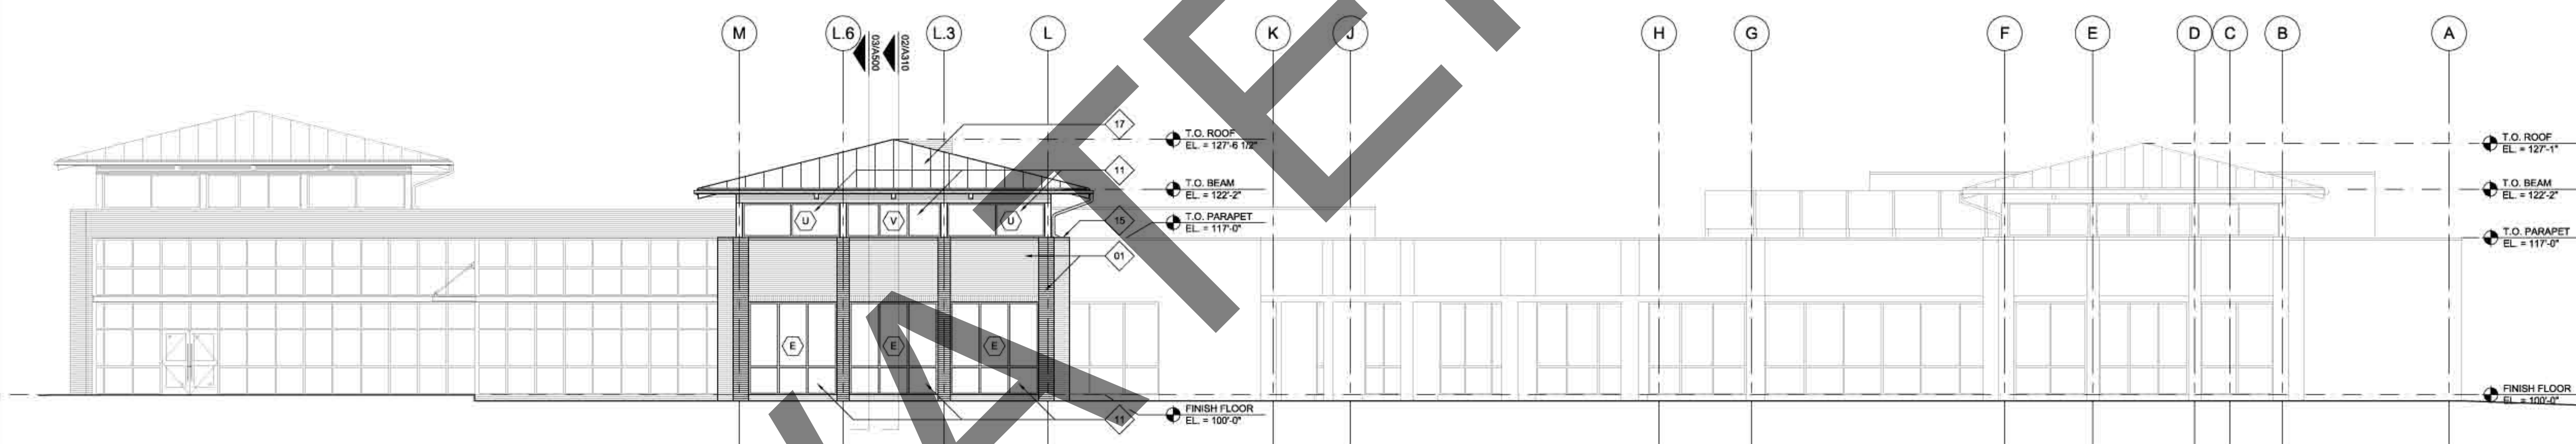 M
L.6
L.3
L
K
J
H
G
F
E
D
C
B
A
03/A500
02/A310
17
T.O. ROOF
EL. = 127'-6 1/2"
11
T.O. BEAM
EL. = 122'-2"
15
T.O. PARAPET
EL. = 117'-0"
01
U
V
U
E
E
E
11
FINISH FLOOR
EL. = 100'-0"
T.O. ROOF
EL. = 127'-1"
T.O. BEAM
EL. = 122'-2"
T.O. PARAPET
EL. = 117'-0"
FINISH FLOOR
EL. = 100'-0"